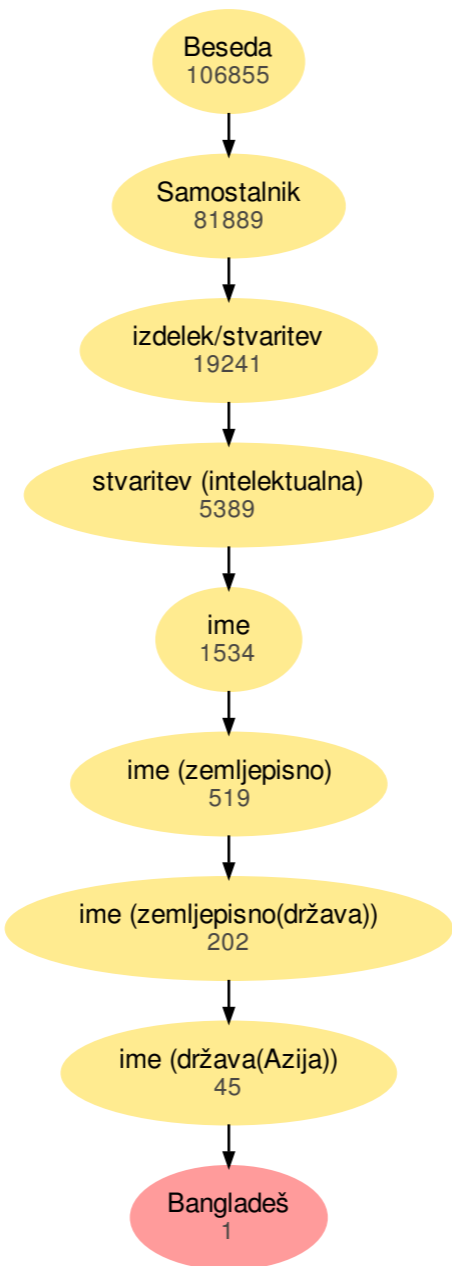 Beseda
106855
Samostalnik
81889
izdelek/stvaritev
19241
stvaritev (intelektualna)
5389
ime
1534
ime (zemljepisno)
519
ime (zemljepisno(država))
202
ime (država(Azija))
45
Bangladeš
1